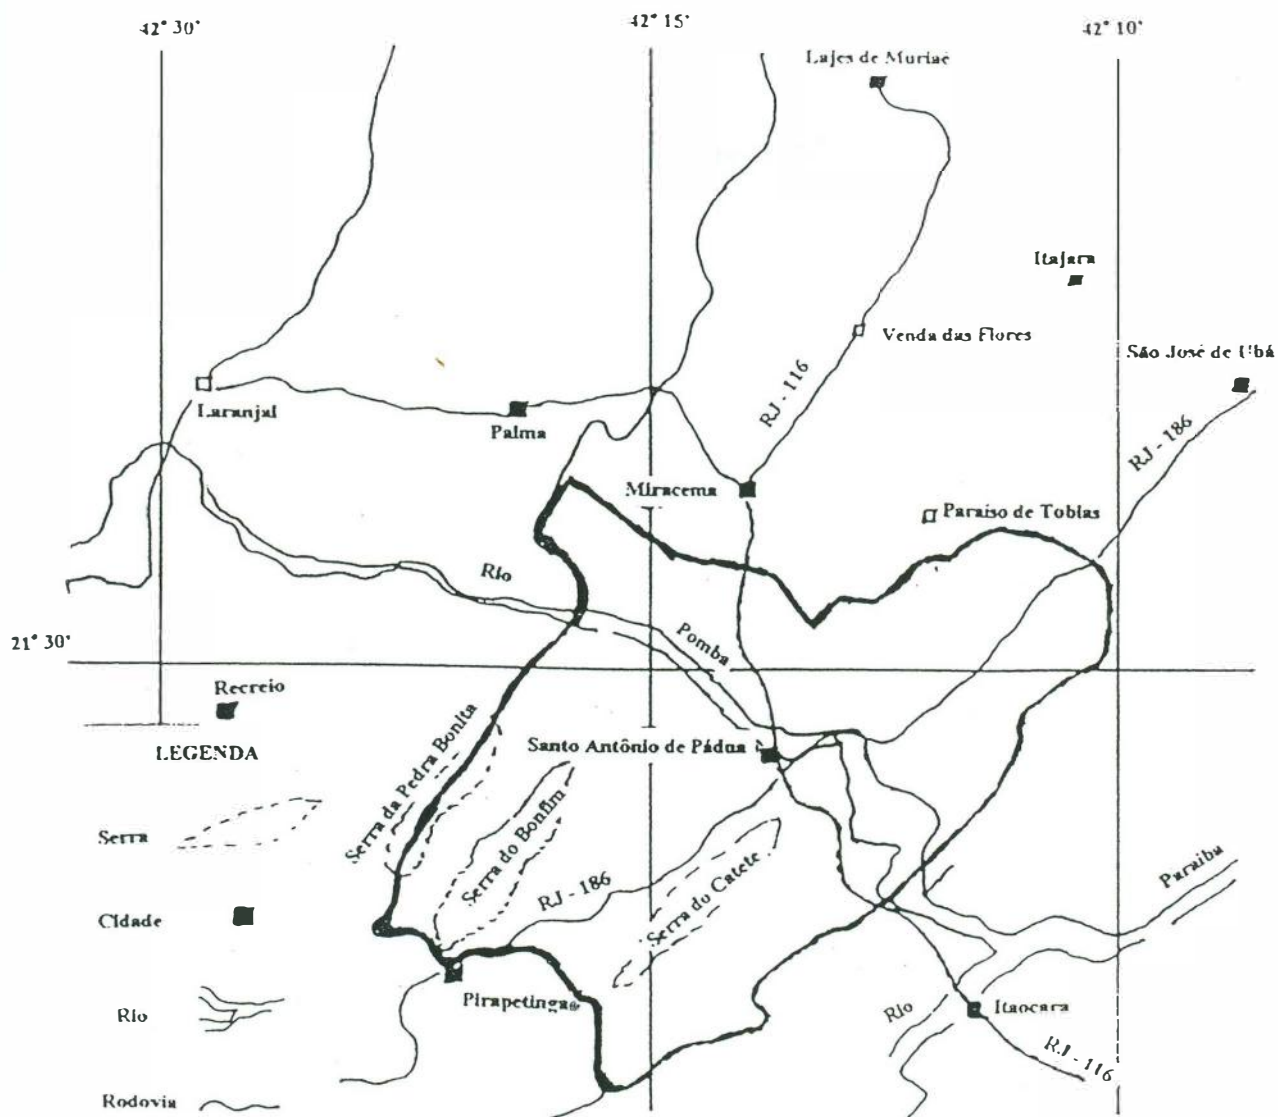 42° 30'
42° 15'
42° 10'
Lajes de Muriaé
Itajara
Venda das Flores
São José de Ubá
RJ - 116
Laranjal
Palma
RJ - 186
Miracema
Paraiso de Tobias
Rio
Pomba
21° 30'
Recreio
Serra da Pedra Bonita
Santo Antônio de Pádua
LEGENDA
Serra do Bonfim
Serra
Serra do Catete
RJ - 186
Paraiba
Cidade
Pirapetinga
Rio
Itaocara
Rio
RJ - 116
Rodovia